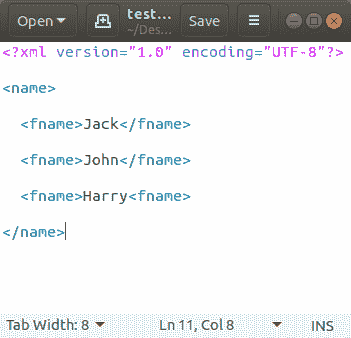 Open test... Save
~/Des...
<?xml version="1.0" encoding="UTF-8"?>
<name>
<fname>Jack</fname>
<fname>John</fname>
<fname>Harry<fname>
</name>
Tab Width: 8 Ln 11, Col 8 INS